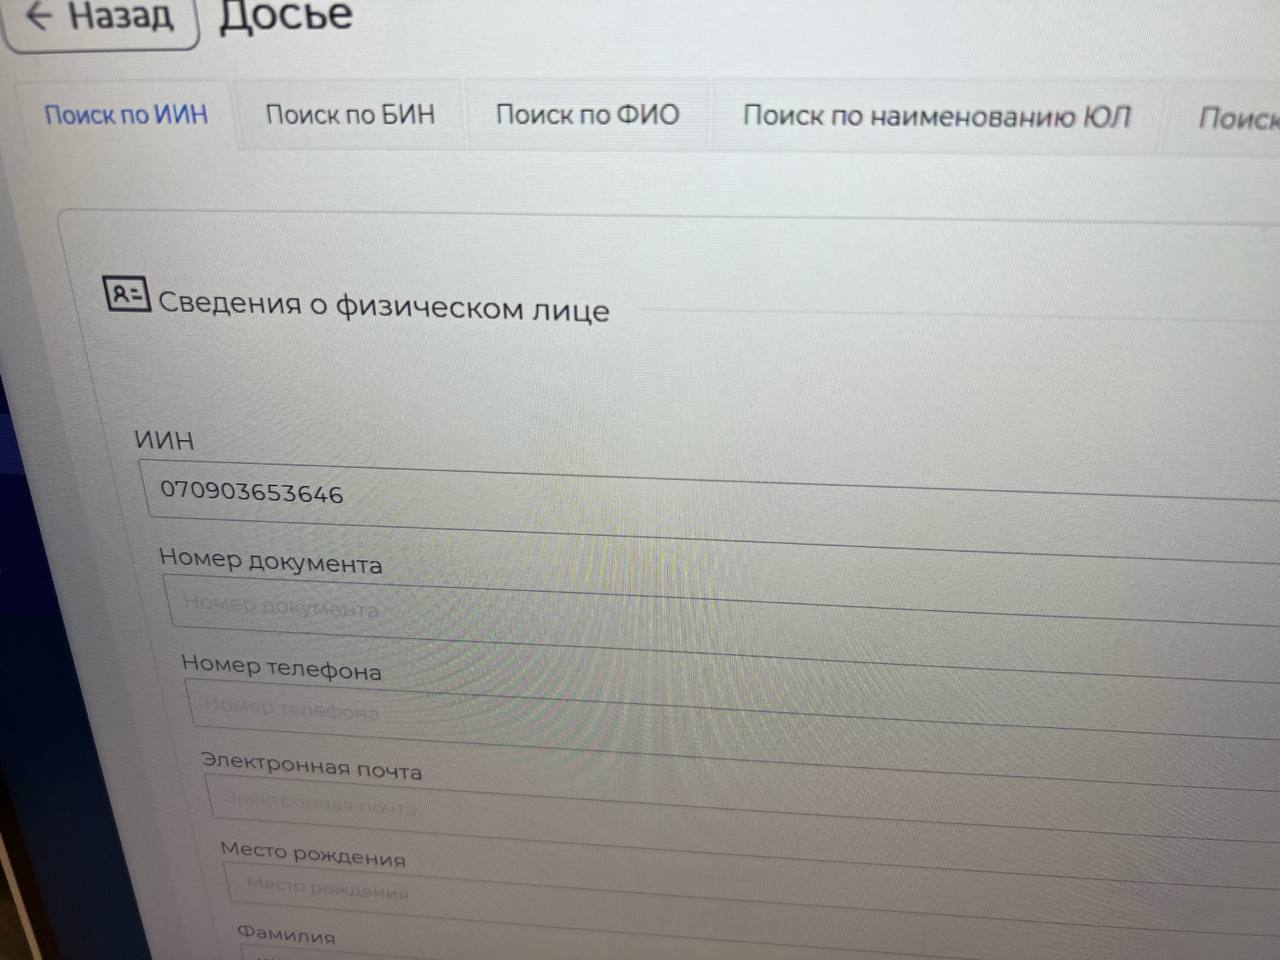 ← Назад Досье
Поиск по ИИН Поиск по БИН Поиск по ФИО Поиск по наименованию ЮЛ Поиск
Сведения о физическом лице
ИИН
070903653646
Номер документа
Номер документа
Номер телефона
Номер телефона
Электронная почта
Электронная почта
Место рождения
Место рождения
Фамилия